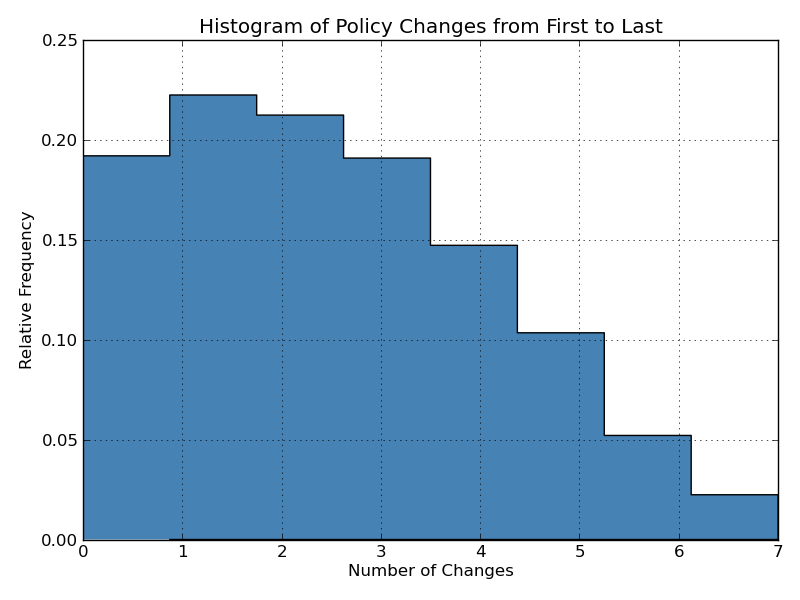 Histogram of Policy Changes from First to Last
0.25
0.20
0.15
0.10
0.05
0.00
Relative Frequency
0 1 2 3 4 5 6 7
Number of Changes